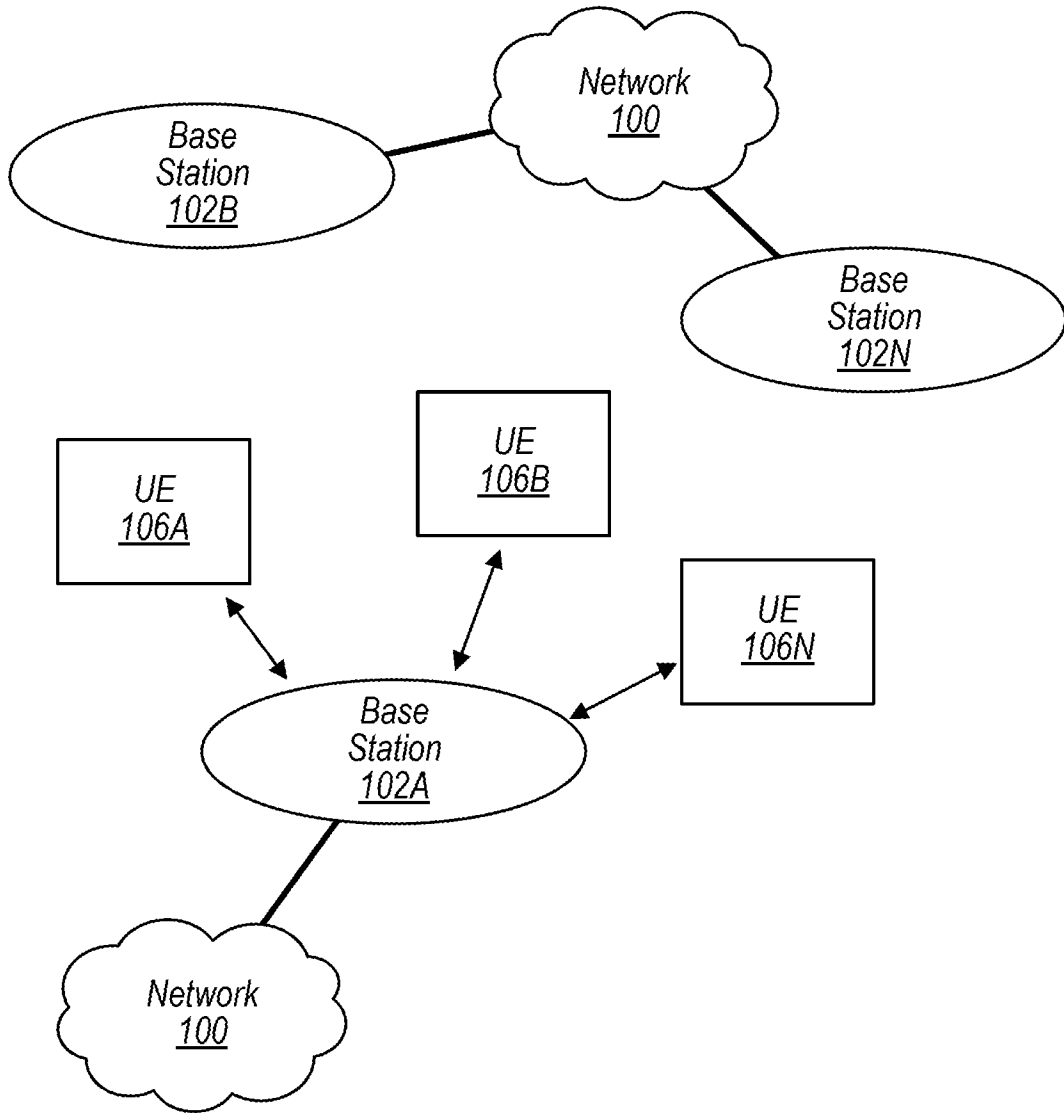 Network
100
Base
Station
102B
Base
Station
102N
UE
106B
UE
106A
UE
106N
Base
Station
102A
Network
100